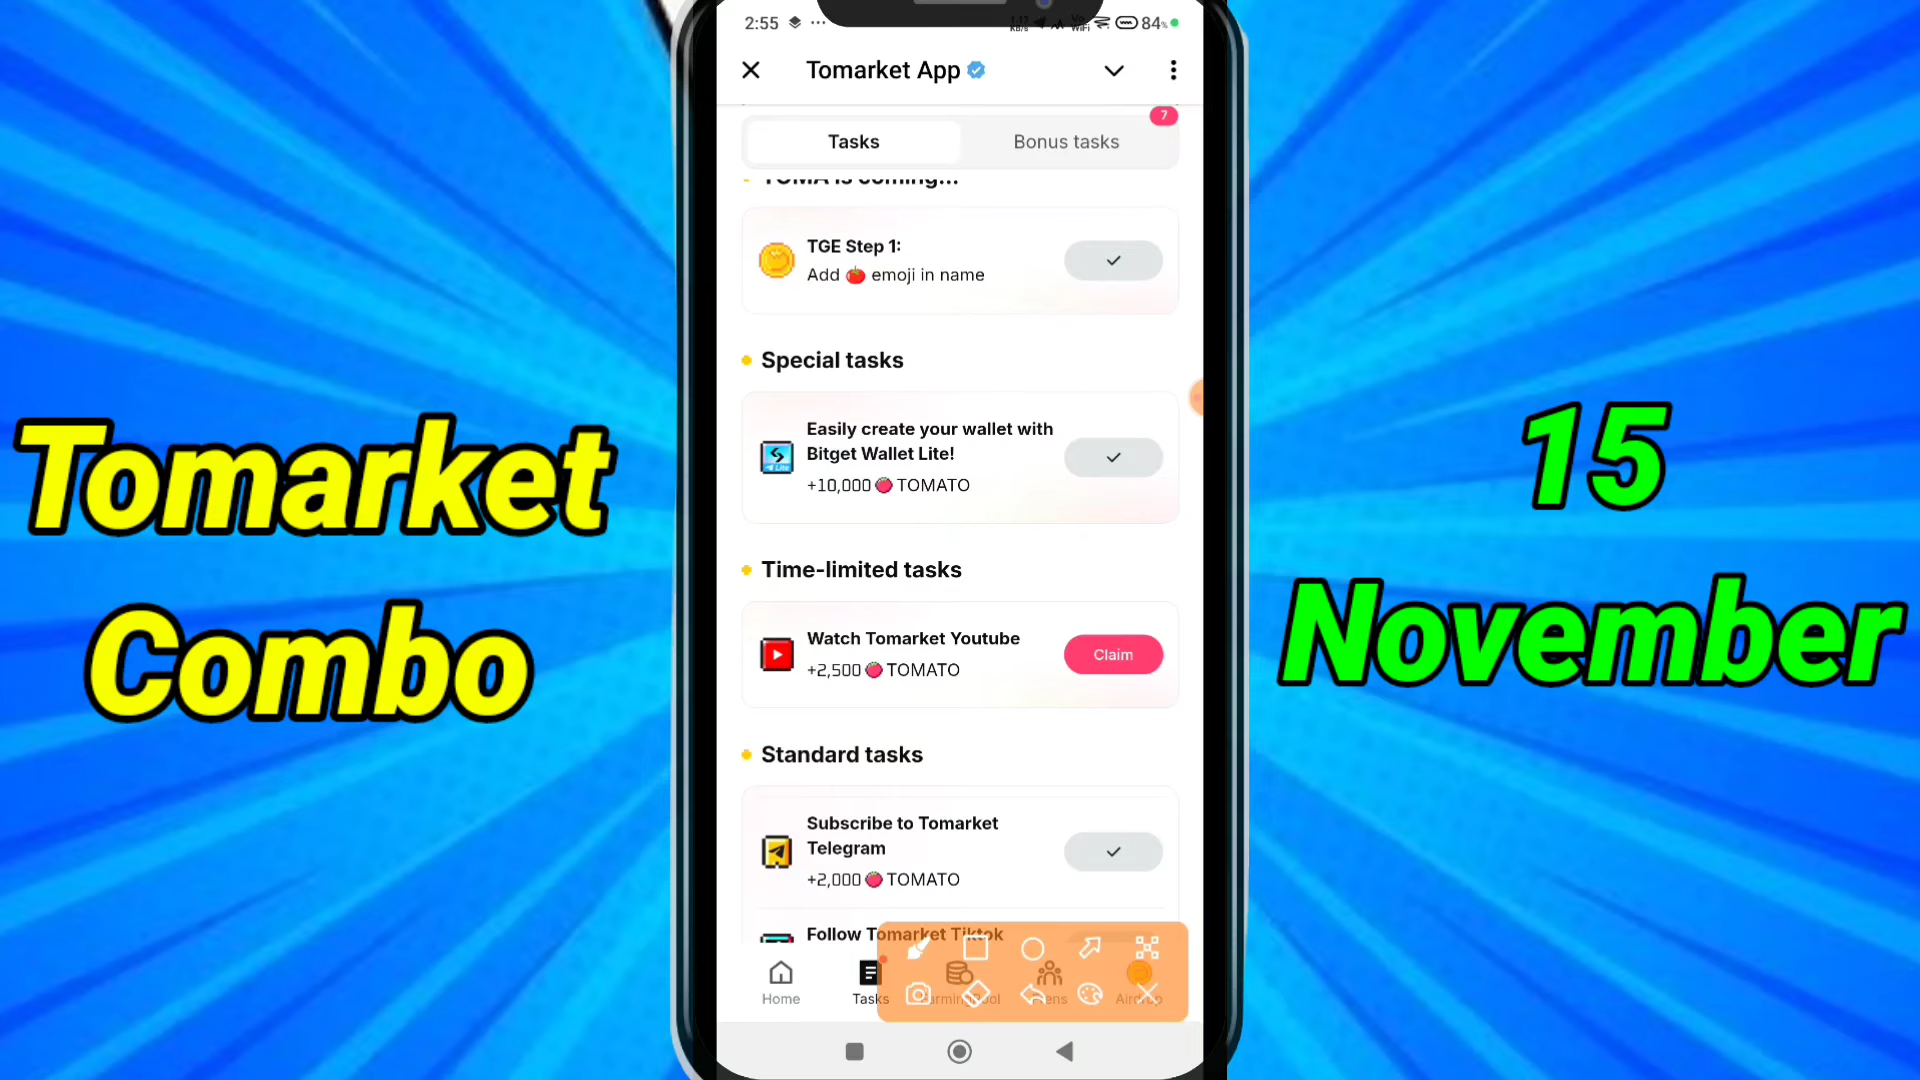 2:55
84%
Tomarket App
7
Tasks
Bonus tasks
TOMA is coming...
TGE Step 1:
Add 🍅 emoji in name
Special tasks
Easily create your wallet with
Bitget Wallet Lite!
+10,000 TOMATO
Time-limited tasks
Watch Tomarket Youtube
+2,500 TOMATO
Claim
Standard tasks
Subscribe to Tomarket
Telegram
+2,000 TOMATO
Follow Tomarket Tiktok
Home
Tasks
Tomarket
Combo
15
November